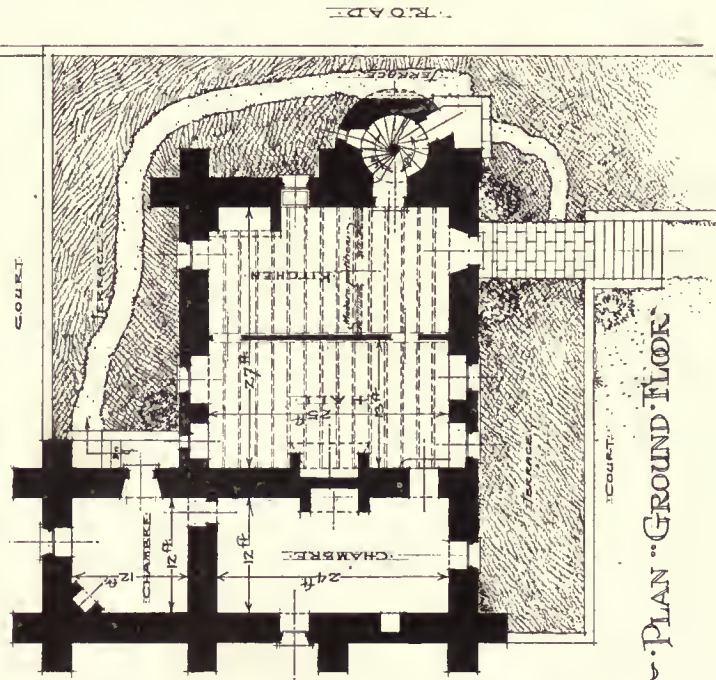 ROAD
TERRACE
COURT.
TERRACE
KITCHEN
27 ft
HALL
25 ft
CHAMBRE
12 ft
12 ft
12 ft
CHAMBRE
24 ft
TERRACE
COURT.
PLAN "GROUND FLOOR"